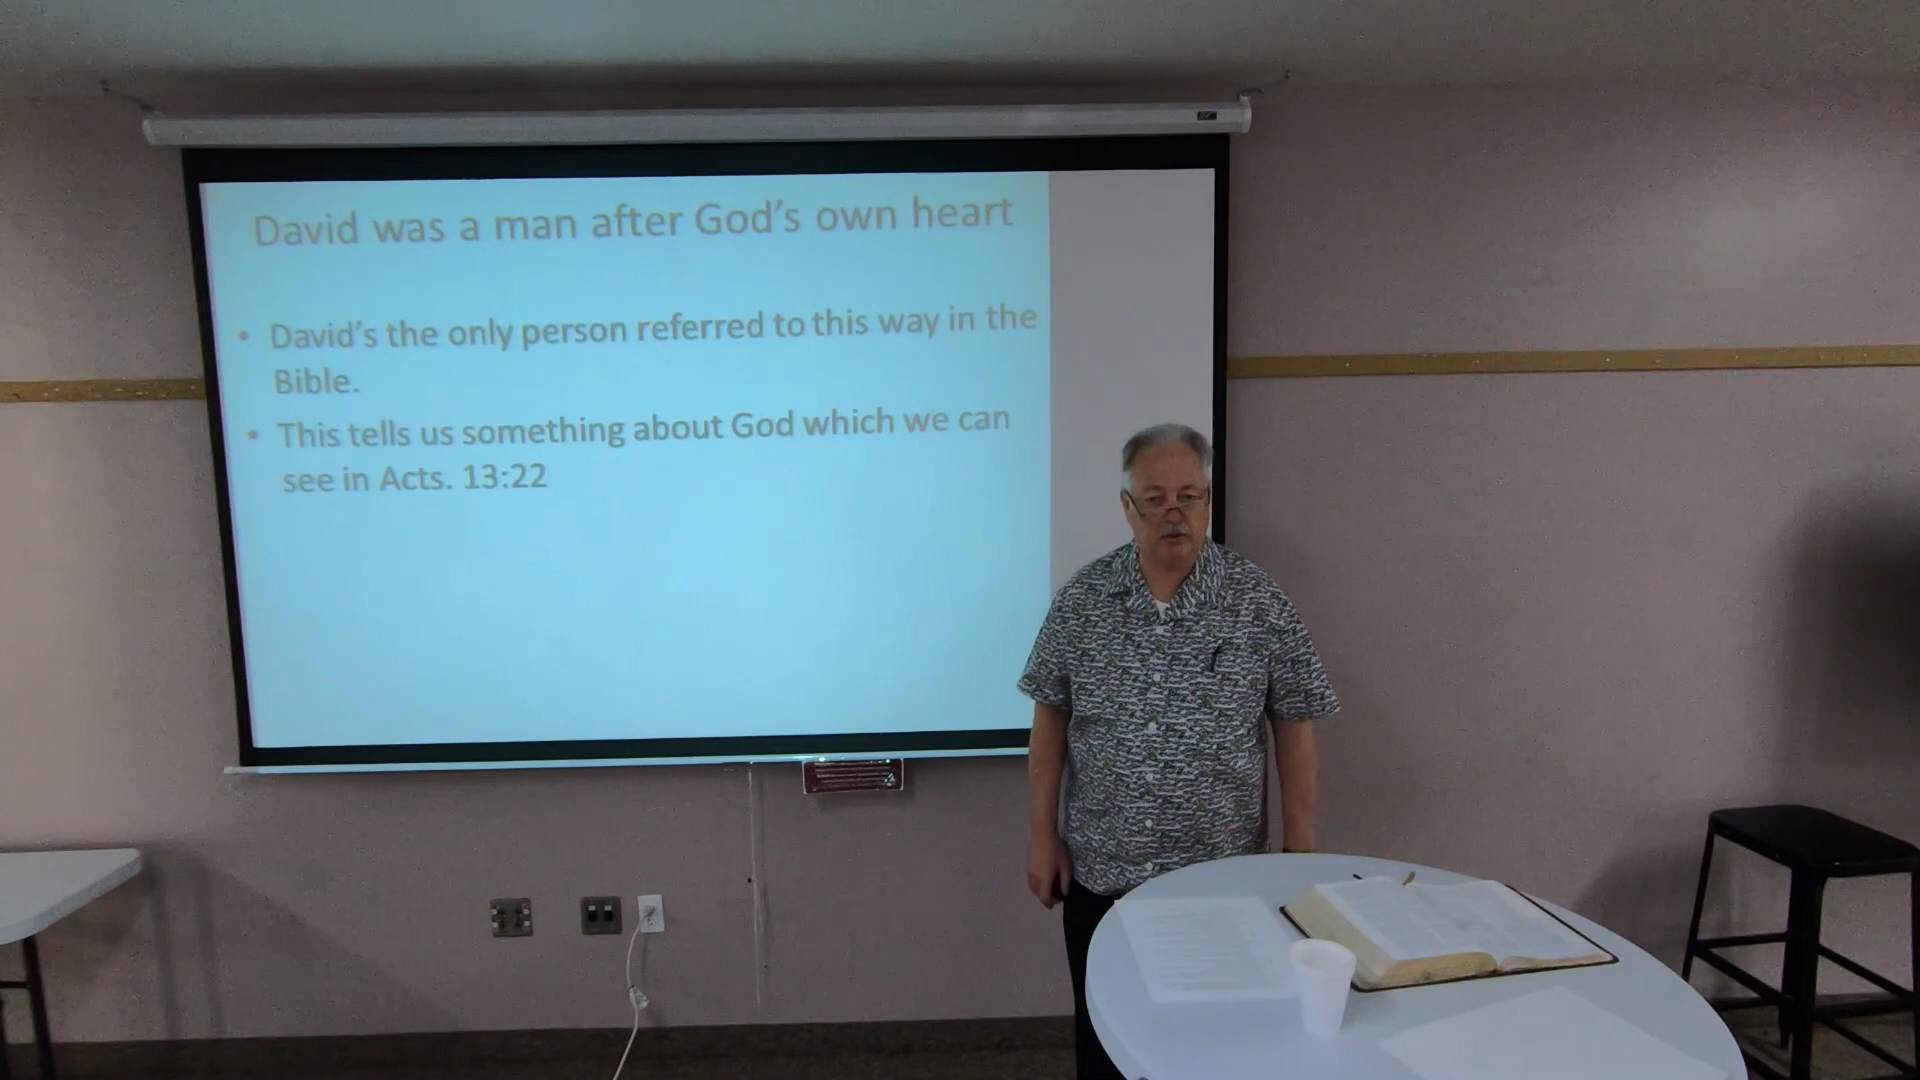 David was a man after God's own heart
• David's the only person referred to this way in the
Bible.
• This tells us something about God which we can
see in Acts. 13:22